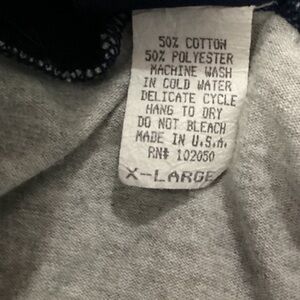 50% COTTON
50% POLYESTER
MACHINE WASH
IN COLD WATER
DELICATE CYCLE
HANG TO DRY
DO NOT BLEACH
MADE IN U.S.A.
RN# 102050
X-LARGE